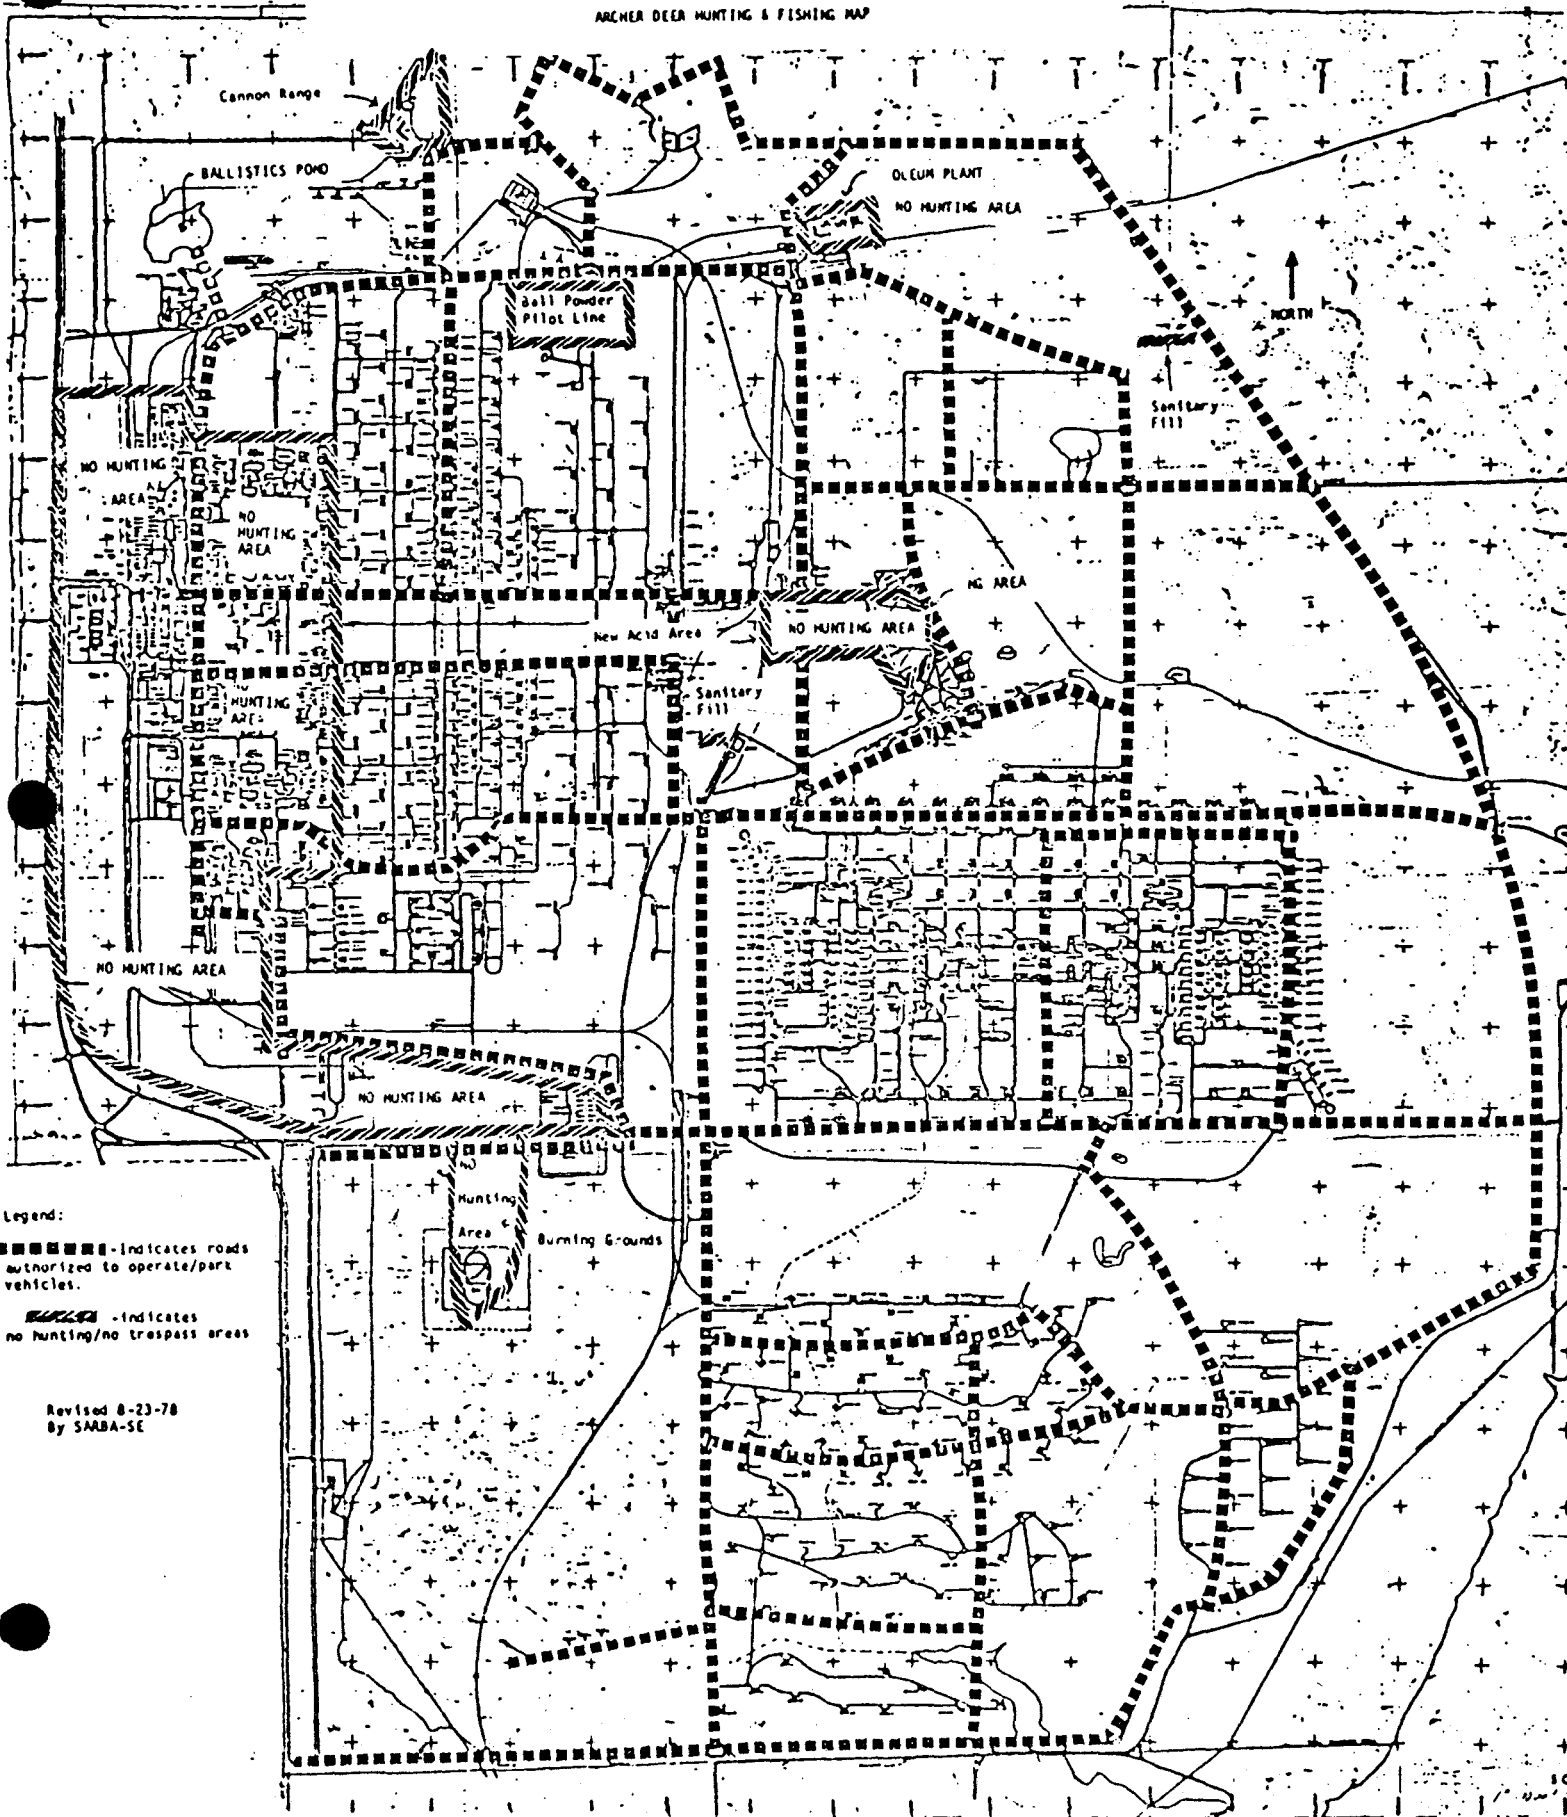 ARCHER DEER HUNTING & FISHING MAP
Cannon Range
BALLISTICS POND
OLEUM PLANT
NO HUNTING AREA
Ball Powder
Pilot Line
NORTH
Sanitary
Fill
NO HUNTING
AREA
NO
HUNTING
AREA
NG AREA
New Acid Area
NO HUNTING AREA
Sanitary
Fill
HUNTING
AREA
NO HUNTING AREA
NO HUNTING AREA
NO
Hunting
Area
Burning Grounds
Legend:
-Indicates roads
authorized to operate/park
vehicles.
-indicates
no hunting/no trespass areas
Revised 8-23-78
By SARBA-SE